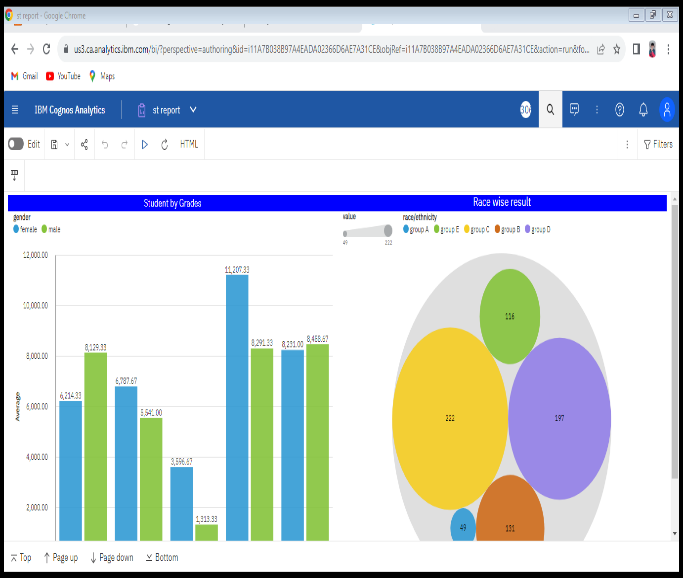 st report - Google Chrome
us3.ca.analytics.ibm.com/bi/?perspective=authoring&id=i11A7B038B97A4EADA02366D6AE7A31CE&objRef=i11A7B038B97A4EADA02366D6AE7A31CE&action=run&fo...
Gmail YouTube Maps
IBM Cognos Analytics st report
Edit HTML Filters
Student by Grades Race wise result
gender value race/ethnicity
female male group A group E group C group B group D
49 222
12,000.00
11,207.33
10,000.00
8,129.33 8,291.33 8,231.00 8,488.67
116
8,000.00
6,787.67
6,214.33
6,000.00
5,541.00
222 197
Average
4,000.00
3,596.67
2,000.00
1,313.33
49 131
Top Page up Page down Bottom